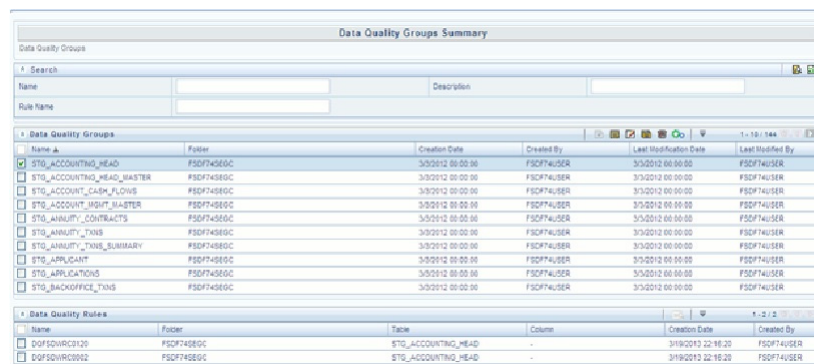 Data Quality Groups Summary
Data Quality Groups
Search
Name Description
Rule Name
Data Quality Groups 1 - 10 / 144
Name Folder Creation Date Created By Last Modification Date Last Modified By
STG_ACCOUNTING_HEAD FSDF74SEGC 3/3/2012 00:00:00 FSDF74USER 3/3/2012 00:00:00 FSDF74USER
STG_ACCOUNTING_HEAD_MASTER FSDF74SEGC 3/3/2012 00:00:00 FSDF74USER 3/3/2012 00:00:00 FSDF74USER
STG_ACCOUNT_CASH_FLOWS FSDF74SEGC 3/3/2012 00:00:00 FSDF74USER 3/3/2012 00:00:00 FSDF74USER
STG_ACCOUNT_MGMT_MASTER FSDF74SEGC 3/3/2012 00:00:00 FSDF74USER 3/3/2012 00:00:00 FSDF74USER
STG_ANNUITY_CONTRACTS FSDF74SEGC 3/3/2012 00:00:00 FSDF74USER 3/3/2012 00:00:00 FSDF74USER
STG_ANNUITY_TXNS FSDF74SEGC 3/3/2012 00:00:00 FSDF74USER 3/3/2012 00:00:00 FSDF74USER
STG_ANNUITY_TXNS_SUMMARY FSDF74SEGC 3/3/2012 00:00:00 FSDF74USER 3/3/2012 00:00:00 FSDF74USER
STG_APPLICANT FSDF74SEGC 3/3/2012 00:00:00 FSDF74USER 3/3/2012 00:00:00 FSDF74USER
STG_APPLICATIONS FSDF74SEGC 3/3/2012 00:00:00 FSDF74USER 3/3/2012 00:00:00 FSDF74USER
STG_BACKOFFICE_TXNS FSDF74SEGC 3/3/2012 00:00:00 FSDF74USER 3/3/2012 00:00:00 FSDF74USER
Data Quality Rules 1 - 2 / 2
Name Folder Table Column Creation Date Created By
DQFSDWRC0120 FSDF74SEGC STG_ACCOUNTING_HEAD - 3/19/2013 22:16:20 FSDF74USER
DQFSDWRC0002 FSDF74SEGC STG_ACCOUNTING_HEAD - 3/19/2013 22:16:20 FSDF74USER